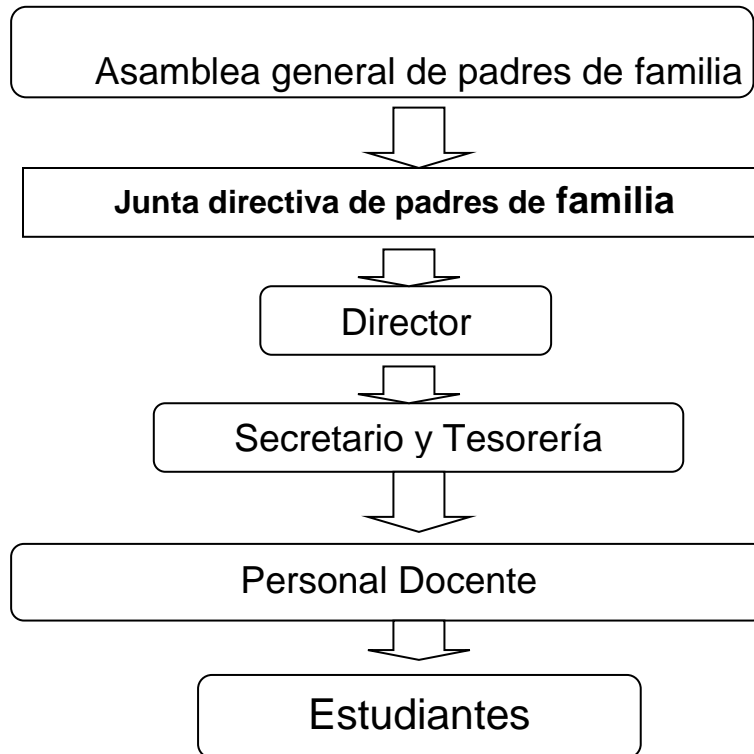 Asamblea general de padres de familia
Junta directiva de padres de familia
Director
Secretario y Tesorería
Personal Docente
Estudiantes